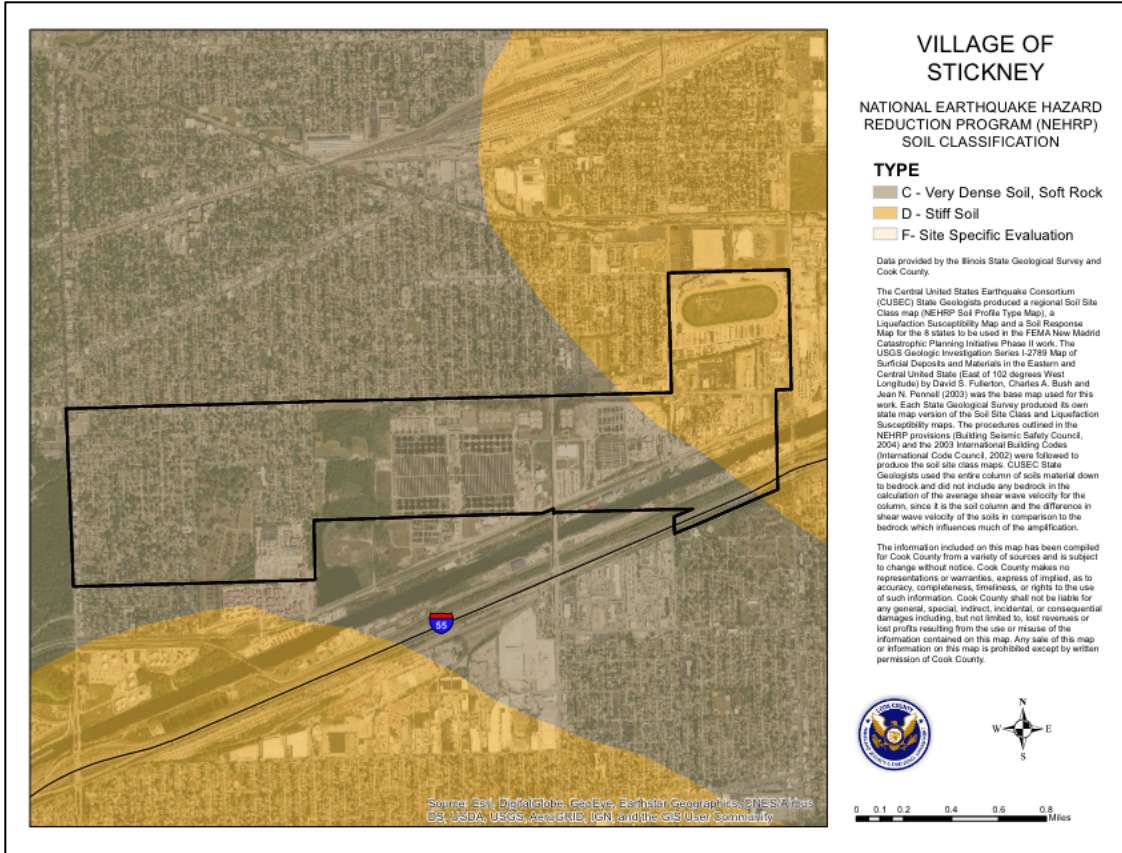 VILLAGE OF
STICKNEY
NATIONAL EARTHQUAKE HAZARD
REDUCTION PROGRAM (NEHRP)
SOIL CLASSIFICATION
TYPE
C - Very Dense Soil, Soft Rock
D - Stiff Soil
F- Site Specific Evaluation
Data provided by the Illinois State Geological Survey and
Cook County.
The Central United States Earthquake Consortium
(CUSEC) State Geologists produced a regional Soil Site
Class map (NEHRP Soil Profile Type Map), a
Liquefaction Susceptibility Map and a Soil Response
Map for the 8 states to be used in the FEMA New Madrid
Catastrophic Planning Initiative Phase II work. The
USGS Geologic Investigation Series I-2789 Map of
Surficial Deposits and Materials in the Eastern and
Central United State (East of 102 degrees West
Longitude) by David S. Fullerton, Charles A. Bush and
Jean N. Pennell (2003) was the base map used for this
work. Each State Geological Survey produced its own
state map version of the Soil Site Class and Liquefaction
Susceptibility maps. The procedures outlined in the
NEHRP provisions (Building Seismic Safety Council,
2004) and the 2003 International Building Codes
(International Code Council, 2002) were followed to
produce the soil site class maps. CUSEC State
Geologists used the entire column of soils material down
to bedrock and did not include any bedrock in the
calculation of the average shear wave velocity for the
column, since it is the soil column and the difference in
shear wave velocity of the soils in comparison to the
bedrock which influences much of the amplification.
The information included on this map has been compiled
for Cook County from a variety of sources and is subject
to change without notice. Cook County makes no
representations or warranties, express of implied, as to
accuracy, completeness, timeliness, or rights to the use
of such information. Cook County shall not be liable for
any general, special, indirect, incidental, or consequential
damages including, but not limited to, lost revenues or
lost profits resulting from the use or misuse of the
information contained on this map. Any sale of this map
or information on this map is prohibited except by written
permission of Cook County.
55
COOK COUNTY
N
W E
S
0 0.1 0.2 0.4 0.6 0.8
Miles
Source: Esri, DigitalGlobe, GeoEye, Earthstar Geographics, CNES/Airbus
DS, USDA, USGS, AeroGRID, IGN, and the GIS User Community